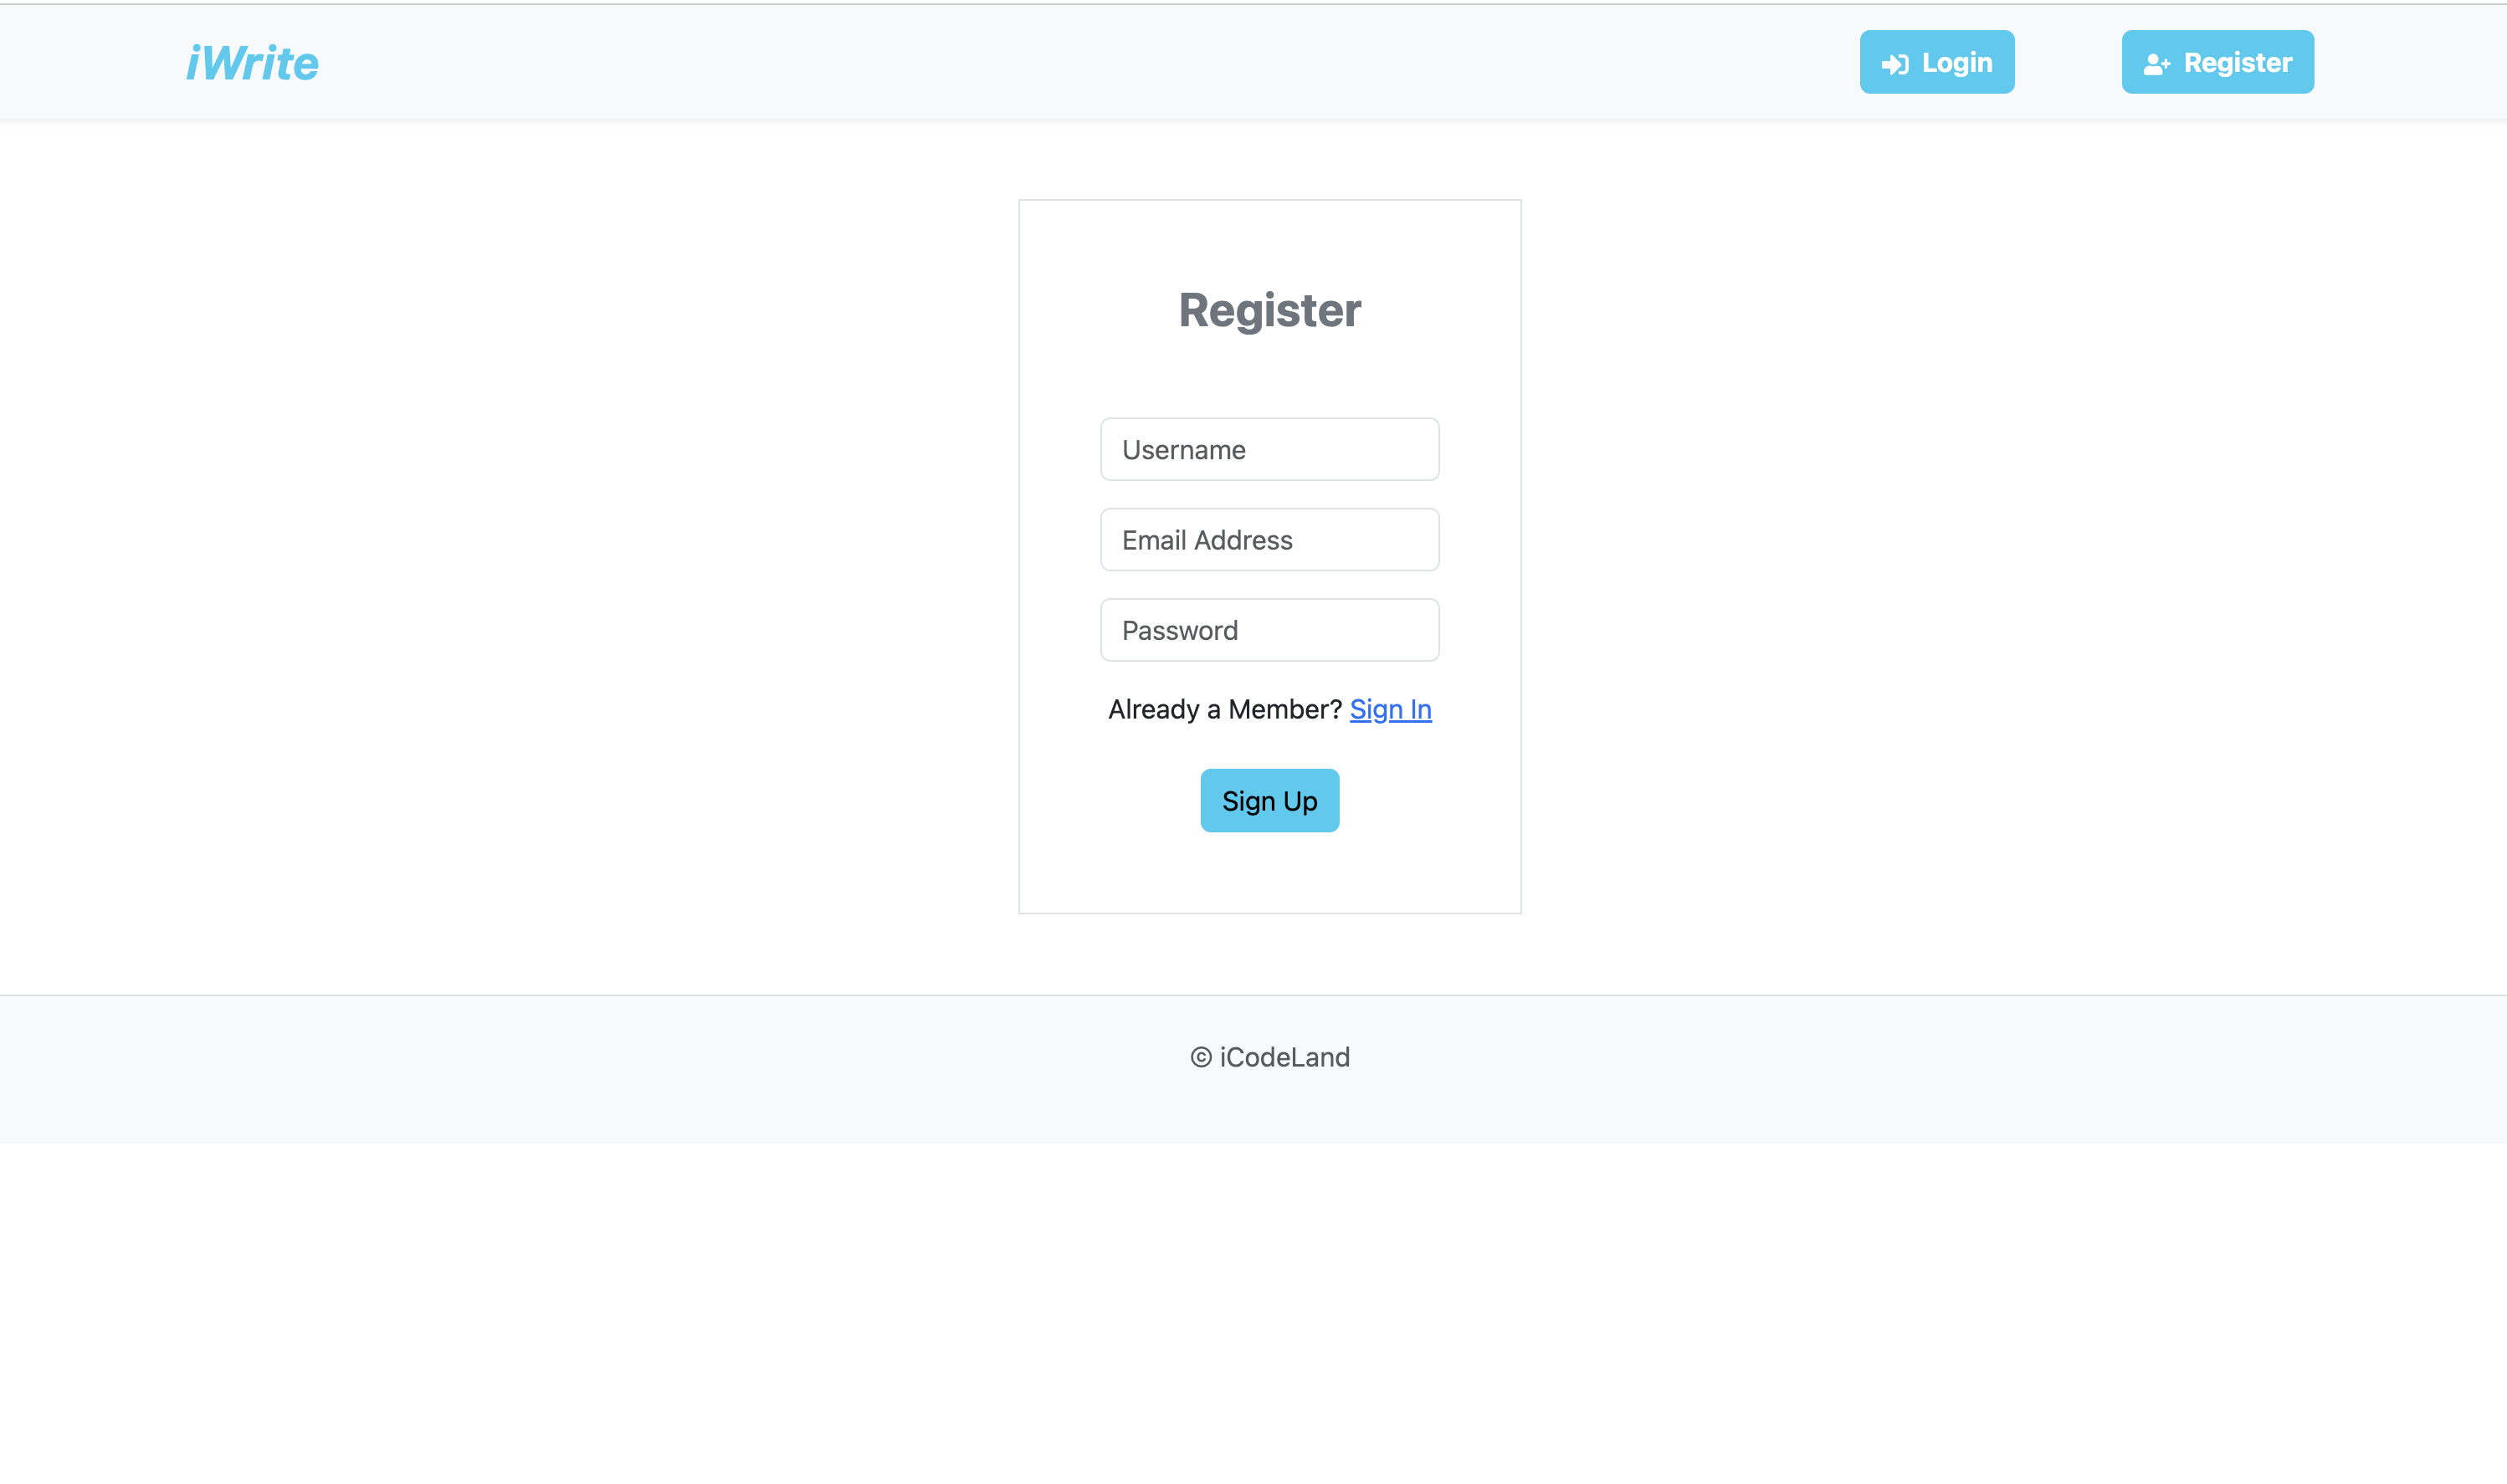 iWrite
Login
Register
Register
Username
Email Address
Password
Already a Member? Sign In
Sign Up
© iCodeLand